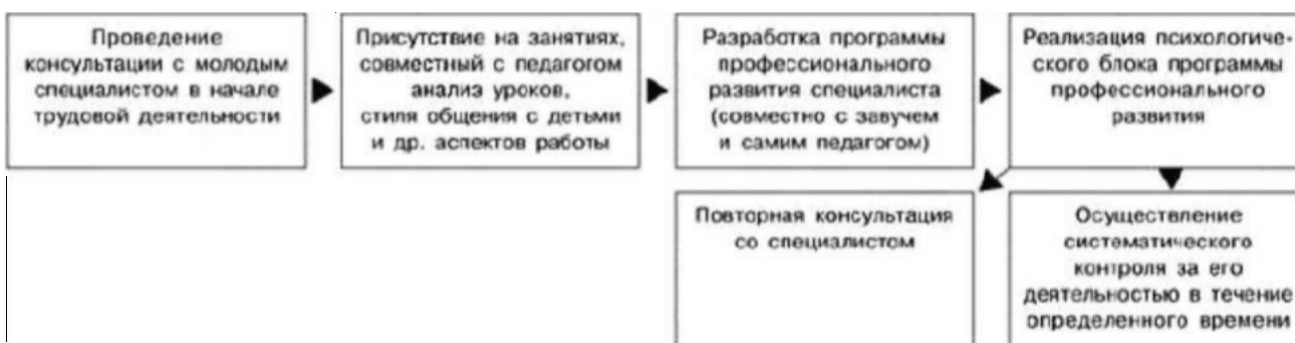 Проведение
консультации с молодым
специалистом в начале
трудовой деятельности
Присутствие на занятиях,
совместный с педагогом
анализ уроков,
стиля общения с детьми
и др. аспектов работы
Разработка программы
профессионального
развития специалиста
(совместно с завучем
и самим педагогом)
Реализация психологиче-
ского блока программы
профессионального
развития
Повторная консультация
со специалистом
Осуществление
систематического
контроля за его
деятельностью в течение
определенного времени